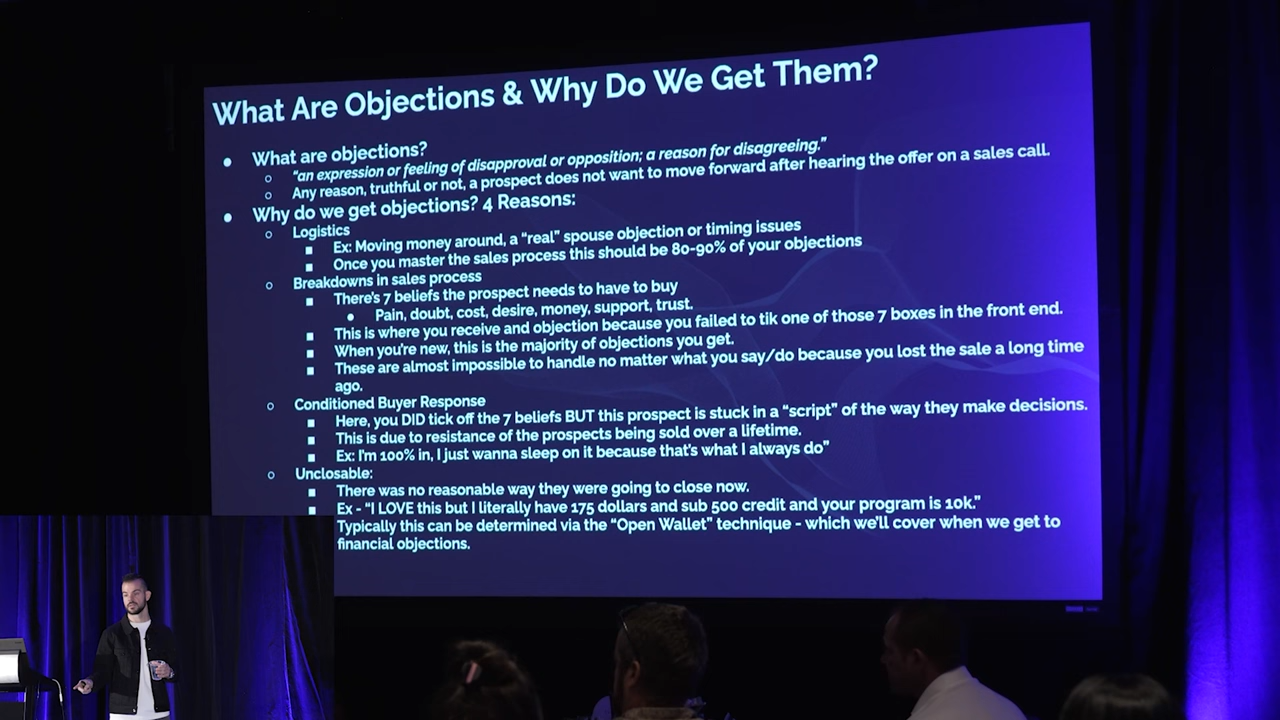 What Are Objections & Why Do We Get Them?
● What are objections?
○ "an expression or feeling of disapproval or opposition; a reason for disagreeing."
○ Any reason, truthful or not, a prospect does not want to move forward after hearing the offer on a sales call.
● Why do we get objections? 4 Reasons:
○ Logistics
■ Ex: Moving money around, a "real" spouse objection or timing issues
■ Once you master the sales process this should be 80-90% of your objections
○ Breakdowns in sales process
■ There's 7 beliefs the prospect needs to have to buy
● Pain, doubt, cost, desire, money, support, trust.
■ This is where you receive and objection because you failed to tik one of those 7 boxes in the front end.
■ When you're new, this is the majority of objections you get.
■ These are almost impossible to handle no matter what you say/do because you lost the sale a long time
ago.
○ Conditioned Buyer Response
■ Here, you DID tick off the 7 beliefs BUT this prospect is stuck in a "script" of the way they make decisions.
■ This is due to resistance of the prospects being sold over a lifetime.
■ Ex: I'm 100% in, I just wanna sleep on it because that's what I always do"
○ Unclosable:
■ There was no reasonable way they were going to close now.
■ Ex - "I LOVE this but I literally have 175 dollars and sub 500 credit and your program is 10k."
Typically this can be determined via the "Open Wallet" technique - which we'll cover when we get to
financial objections.